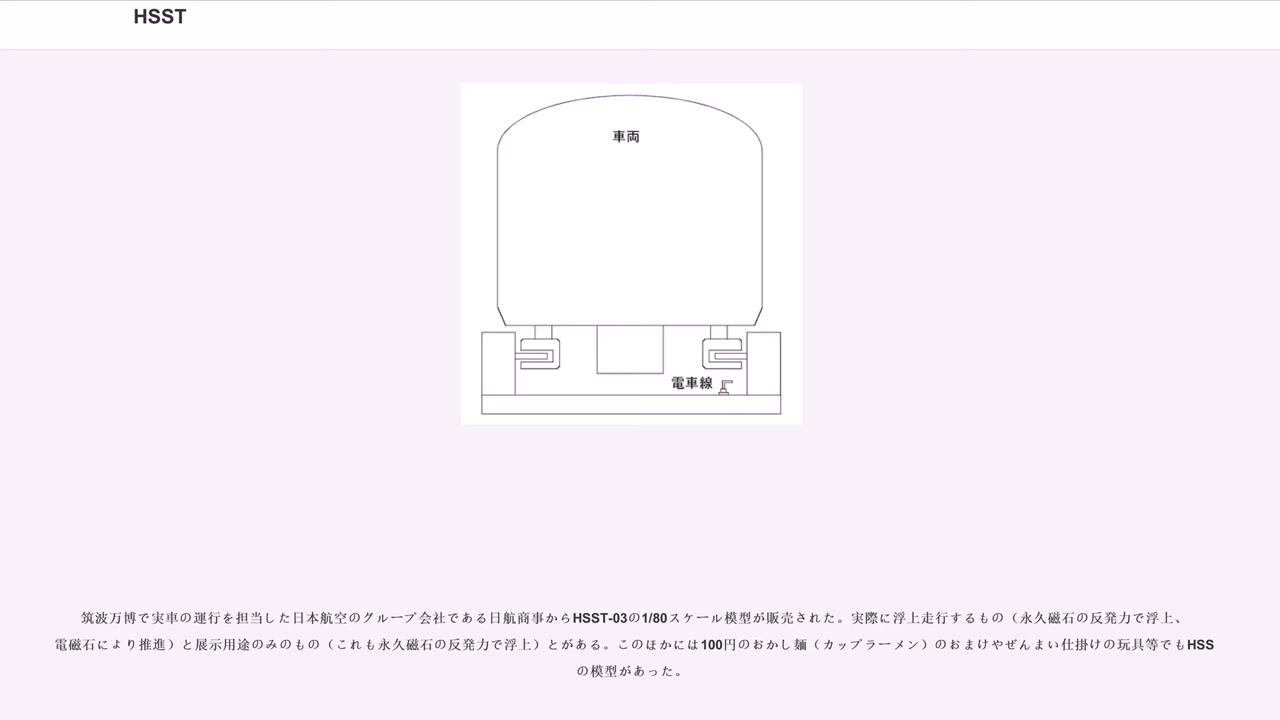 HSST
車両
電車線
筑波万博で実車の運行を担当した日本航空のグループ会社である日航商事からHSST-03の1/80スケール模型が販売された。実際に浮上走行するもの（永久磁石の反発力で浮上、
電磁石により推進）と展示用途のみのもの（これも永久磁石の反発力で浮上）とがある。このほかには100円のおかし麺（カップラーメン）のおまけやぜんまい仕掛けの玩具等でもHSS
の模型があった。